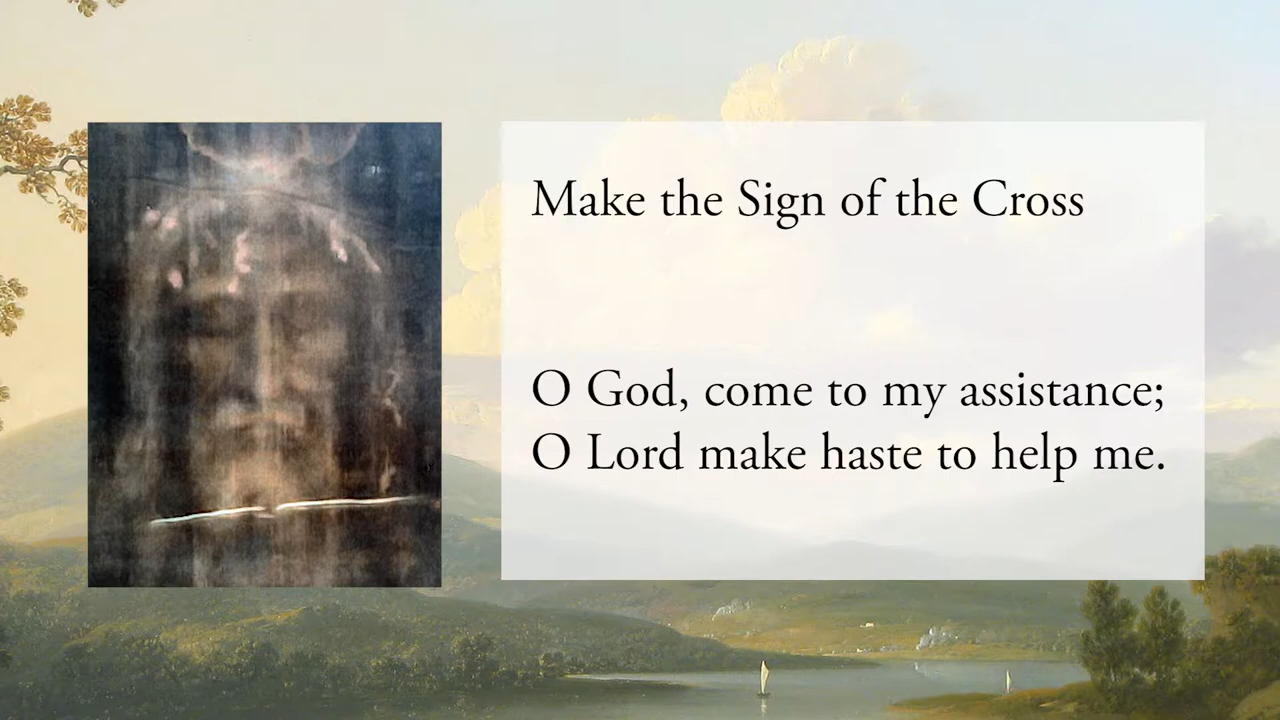 Make the Sign of the Cross
O God, come to my assistance;
O Lord make haste to help me.